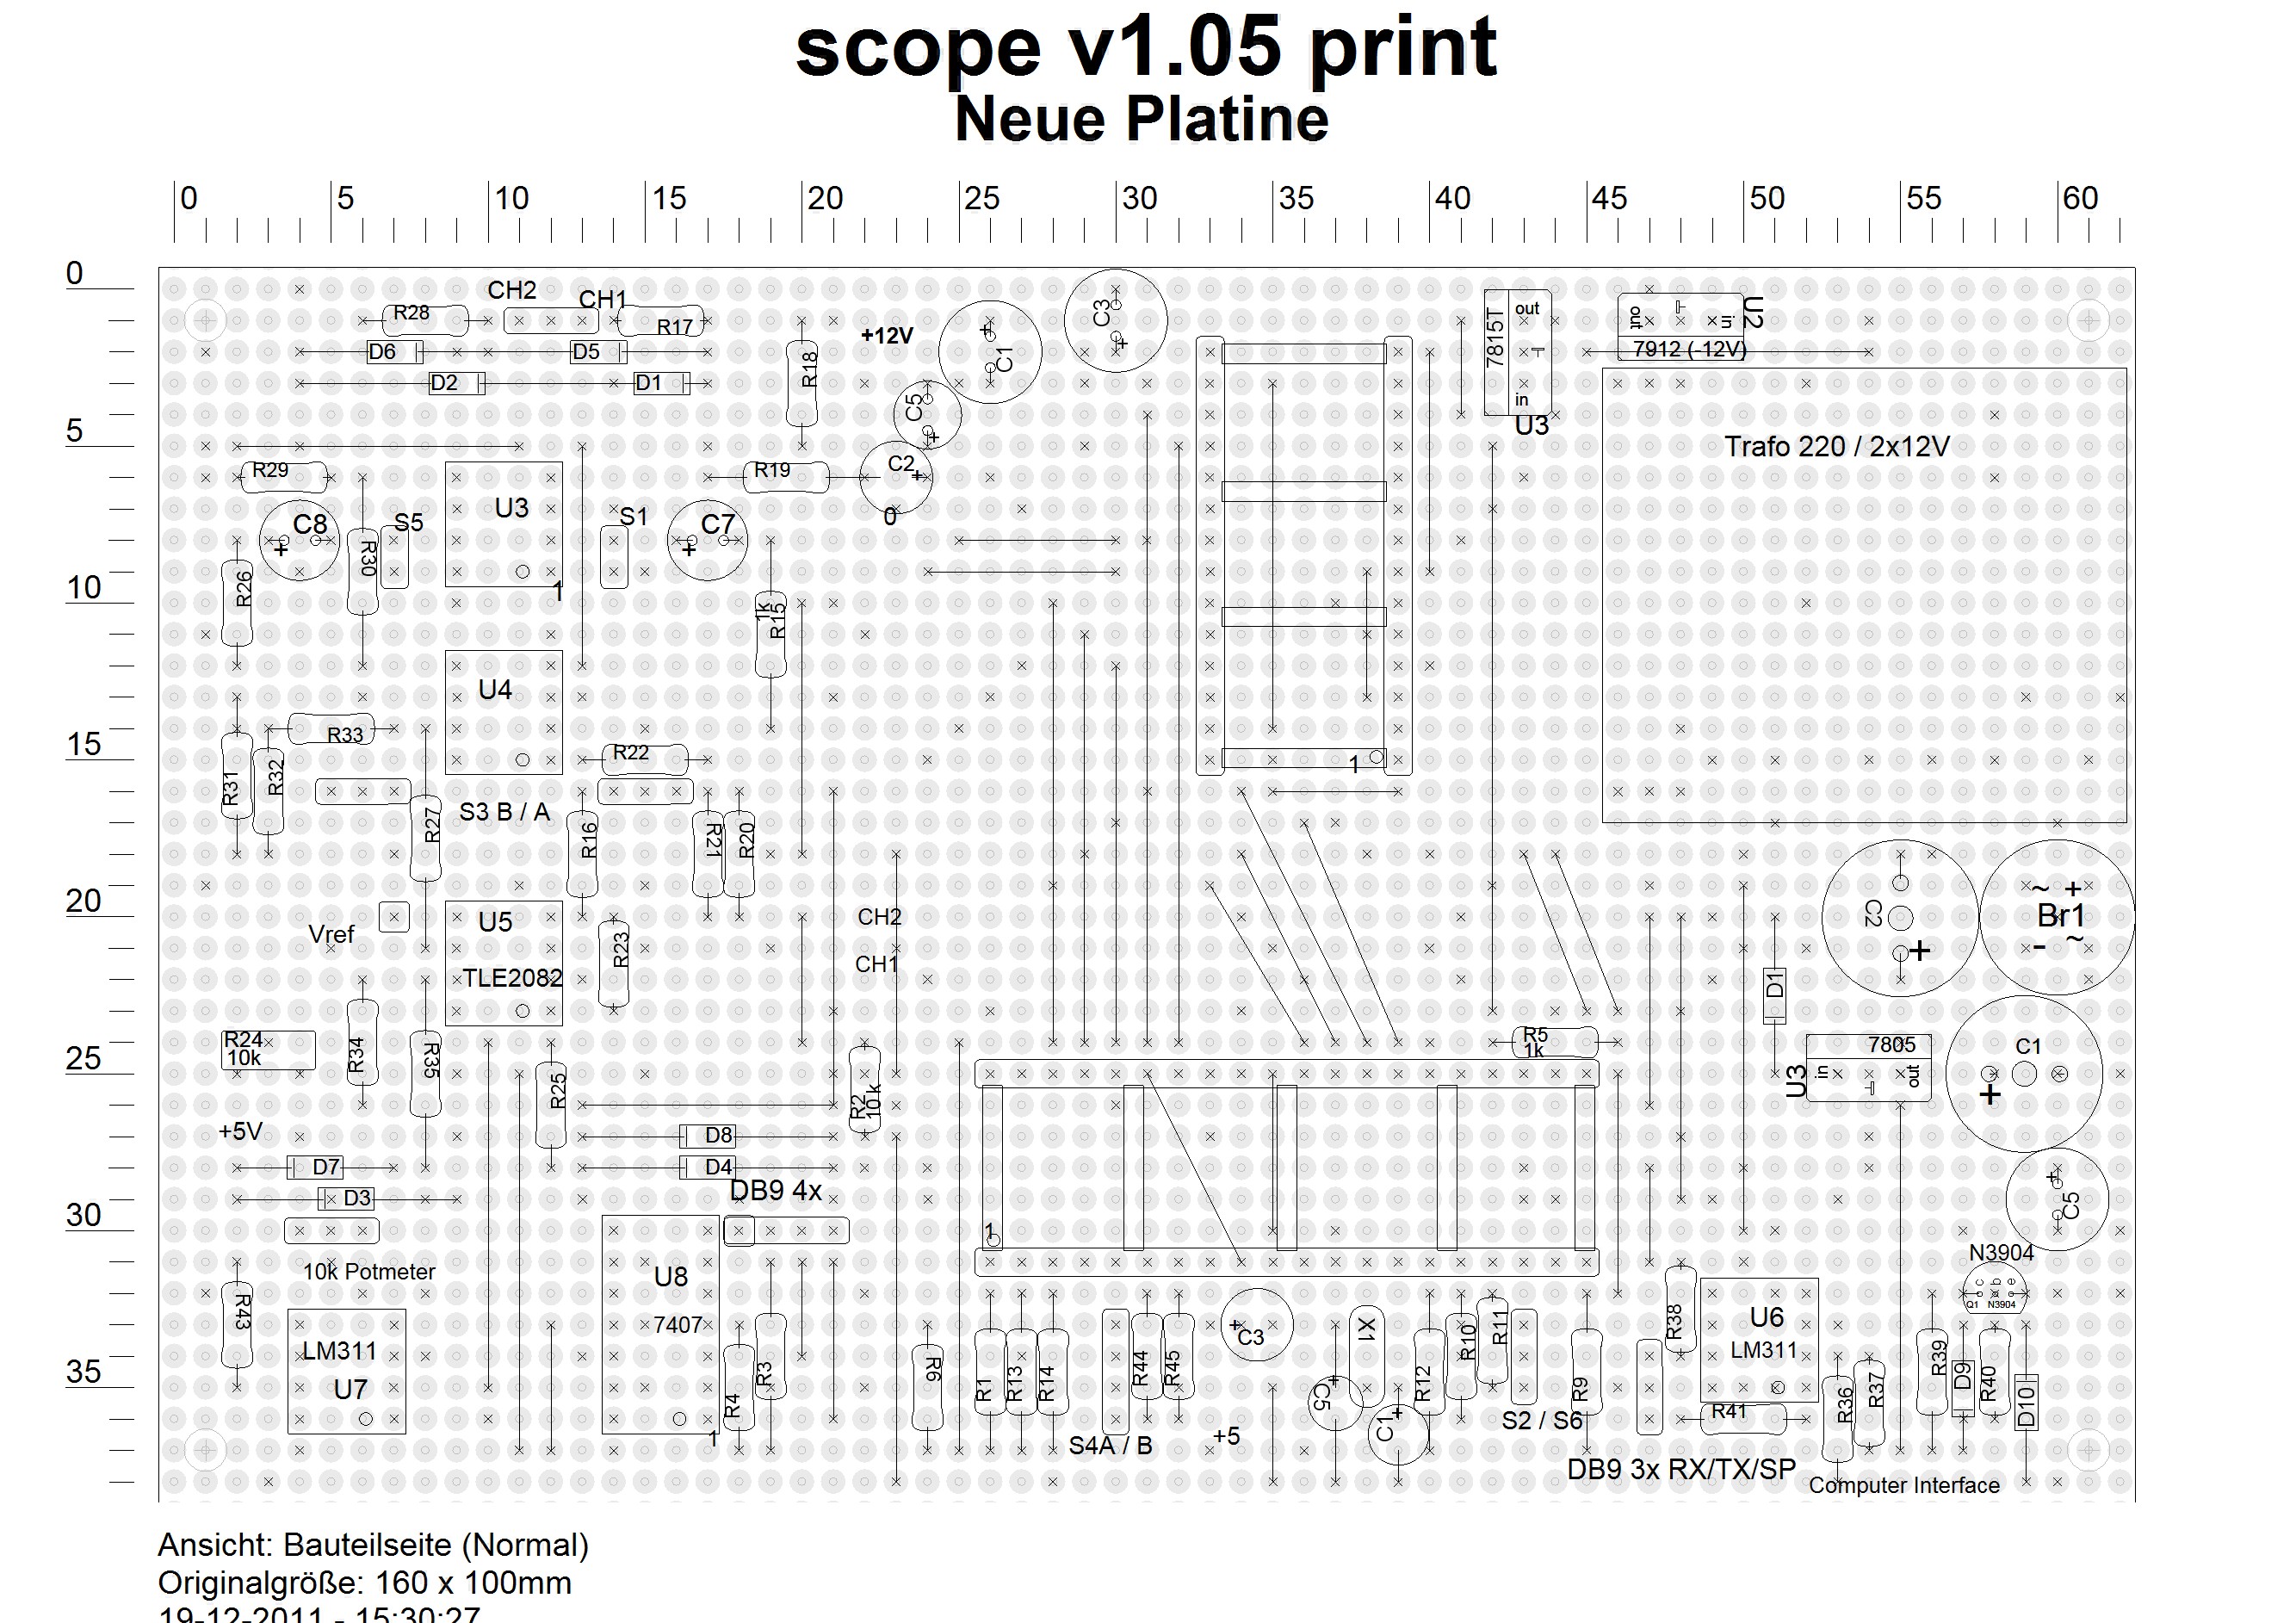 scope v1.05 print
Neue Platine
0 5 10 15 20 25 30 35 40 45 50 55 60
0
5
10
15
20
25
30
35
R28
CH2
CH1
R17
D6
D5
D2
D1
R18
+12V
C1
C3
C5
C2
+
0
7815T
out
in
U3
out
in
U2
7912 (-12V)
Trafo 220 / 2x12V
R29
U3
1
R19
C8
+
S5
R30
S1
C7
+
R26
1k
R15
U4
R33
R22
R31
R32
R27
S3 B / A
R16
R21
R20
1
Vref
U5
TLE2082
R23
CH2
CH1
C2
+
~ +
Br1
- ~
D1
R24
10k
R34
R35
R25
R2
10 k
R5
1k
7805
in
out
U3
C1
+
+5V
D8
D7
D4
D3
DB9 4x
C5
+
1
10k Potmeter
U8
7407
1
R43
LM311
U7
R4
R3
R6
R1
R13
R14
R44
R45
S4A / B
C3
+
+5
X1
C5
+
C1
+
R12
R10
R11
S2 / S6
R9
R38
U6
LM311
R41
R36
R37
R39
D9
R40
D10
N3904
c b e
Q1 N3904
DB9 3x RX/TX/SP
Computer Interface
Ansicht: Bauteilseite (Normal)
Originalgröße: 160 x 100mm
19-12-2011 - 15:30:27